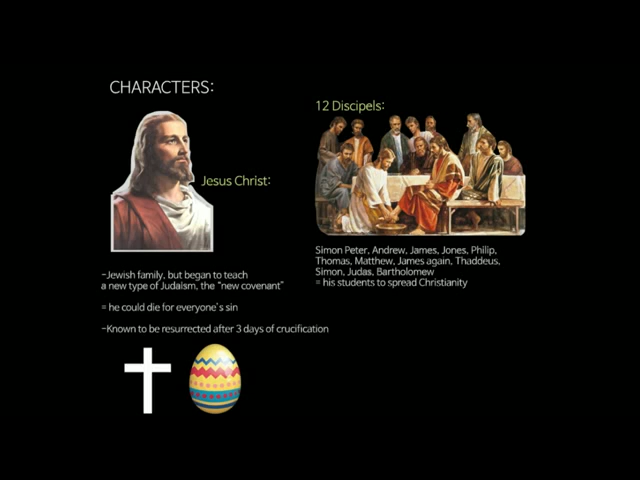 CHARACTERS:
Jesus Christ:
-Jewish family, but began to teach
a new type of Judaism, the "new covenant"
= he could die for everyone's sin
-Known to be resurrected after 3 days of crucification
12 Discipels:
Simon Peter, Andrew, James, Jones, Philip,
Thomas, Matthew, James again, Thaddeus,
Simon, Judas, Bartholomew
= his students to spread Christianity